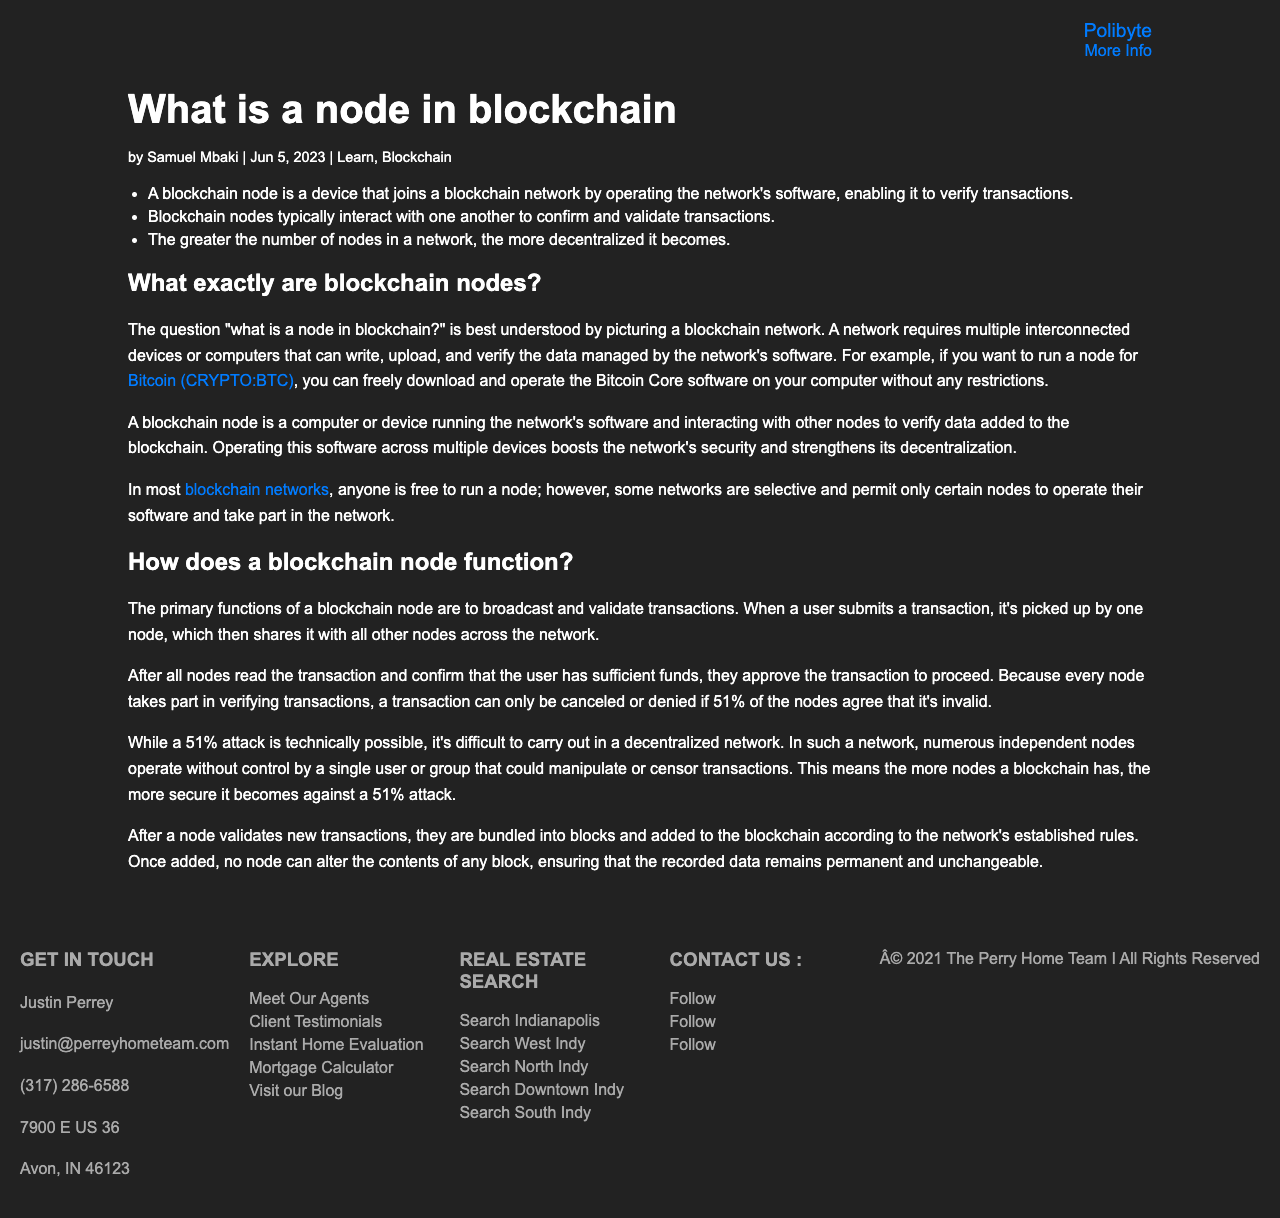 Polibyte
More Info
What is a node in blockchain
by Samuel Mbaki | Jun 5, 2023 | Learn, Blockchain
• A blockchain node is a device that joins a blockchain network by operating the network's software, enabling it to verify transactions.
• Blockchain nodes typically interact with one another to confirm and validate transactions.
• The greater the number of nodes in a network, the more decentralized it becomes.
What exactly are blockchain nodes?
The question "what is a node in blockchain?" is best understood by picturing a blockchain network. A network requires multiple interconnected
devices or computers that can write, upload, and verify the data managed by the network's software. For example, if you want to run a node for
Bitcoin (CRYPTO:BTC), you can freely download and operate the Bitcoin Core software on your computer without any restrictions.
A blockchain node is a computer or device running the network's software and interacting with other nodes to verify data added to the
blockchain. Operating this software across multiple devices boosts the network's security and strengthens its decentralization.
In most blockchain networks, anyone is free to run a node; however, some networks are selective and permit only certain nodes to operate their
software and take part in the network.
How does a blockchain node function?
The primary functions of a blockchain node are to broadcast and validate transactions. When a user submits a transaction, it's picked up by one
node, which then shares it with all other nodes across the network.
After all nodes read the transaction and confirm that the user has sufficient funds, they approve the transaction to proceed. Because every node
takes part in verifying transactions, a transaction can only be canceled or denied if 51% of the nodes agree that it's invalid.
While a 51% attack is technically possible, it's difficult to carry out in a decentralized network. In such a network, numerous independent nodes
operate without control by a single user or group that could manipulate or censor transactions. This means the more nodes a blockchain has, the
more secure it becomes against a 51% attack.
After a node validates new transactions, they are bundled into blocks and added to the blockchain according to the network's established rules.
Once added, no node can alter the contents of any block, ensuring that the recorded data remains permanent and unchangeable.
GET IN TOUCH
Justin Perrey
justin@perreyhometeam.com
(317) 286-6588
7900 E US 36
Avon, IN 46123
EXPLORE
Meet Our Agents
Client Testimonials
Instant Home Evaluation
Mortgage Calculator
Visit our Blog
REAL ESTATE
SEARCH
Search Indianapolis
Search West Indy
Search North Indy
Search Downtown Indy
Search South Indy
CONTACT US :
Follow
Follow
Follow
Â© 2021 The Perry Home Team I All Rights Reserved